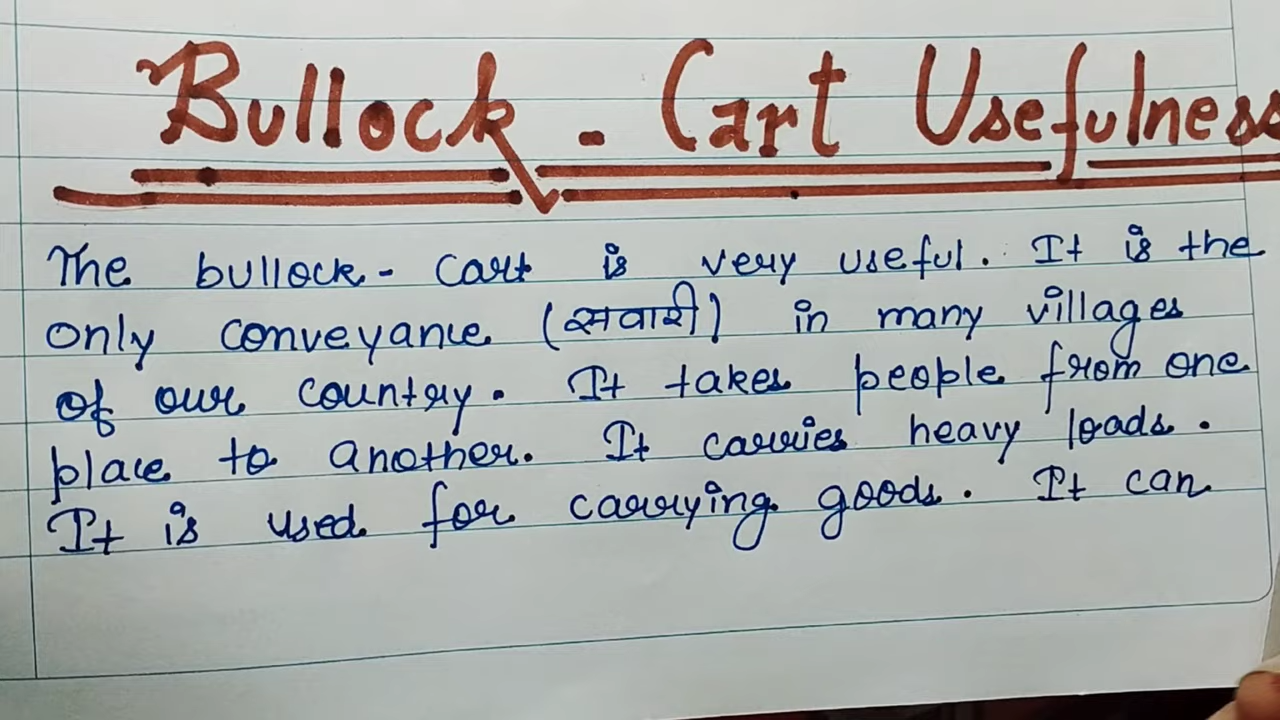 Bullock - Cart Usefulness
The bullock - cart is very useful. It is the
only conveyance (सवारी) in many villages
of our country. It takes people from one
place to another. It carries heavy loads.
It is used for carrying goods. It can